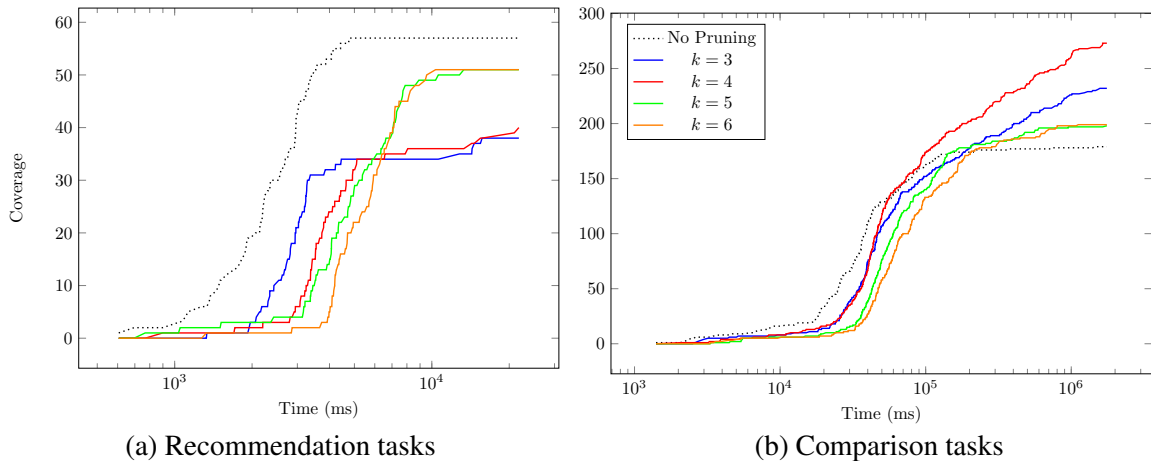 60
50
40
30
20
10
0
Coverage
10^3
10^4
Time (ms)
(a) Recommendation tasks
300
250
200
150
100
50
0
No Pruning
k = 3
k = 4
k = 5
k = 6
10^3
10^4
10^5
10^6
Time (ms)
(b) Comparison tasks